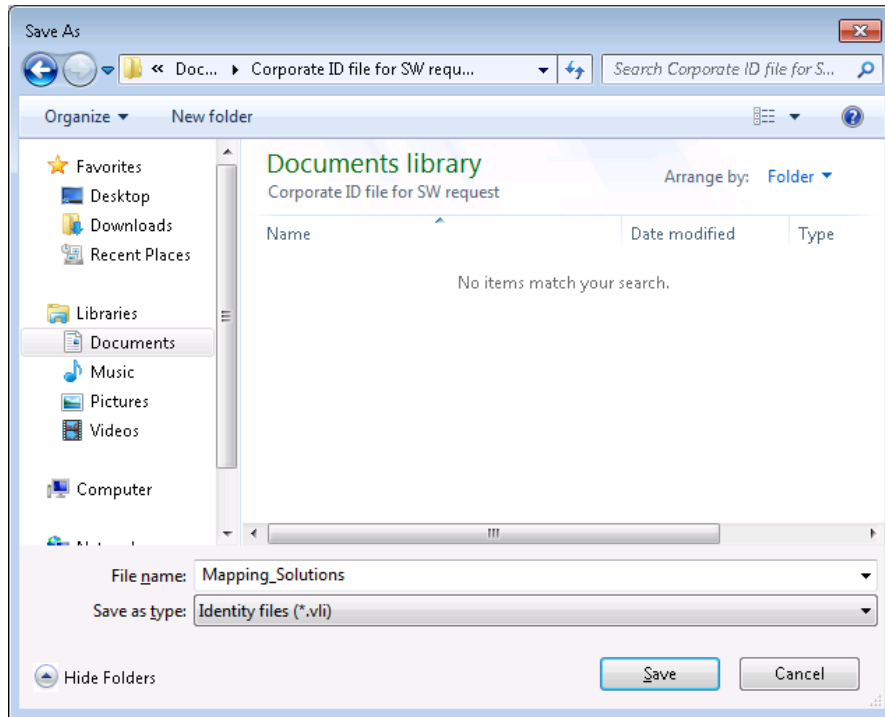 Save As
« Doc... ▸ Corporate ID file for SW requ...
Search Corporate ID file for S...
Organize
New folder
Favorites
Desktop
Downloads
Recent Places
Libraries
Documents
Music
Pictures
Videos
Computer
Documents library
Corporate ID file for SW request
Arrange by: Folder
Name Date modified Type
No items match your search.
File name: Mapping_Solutions
Save as type: Identity files (*.vli)
Hide Folders
Save
Cancel